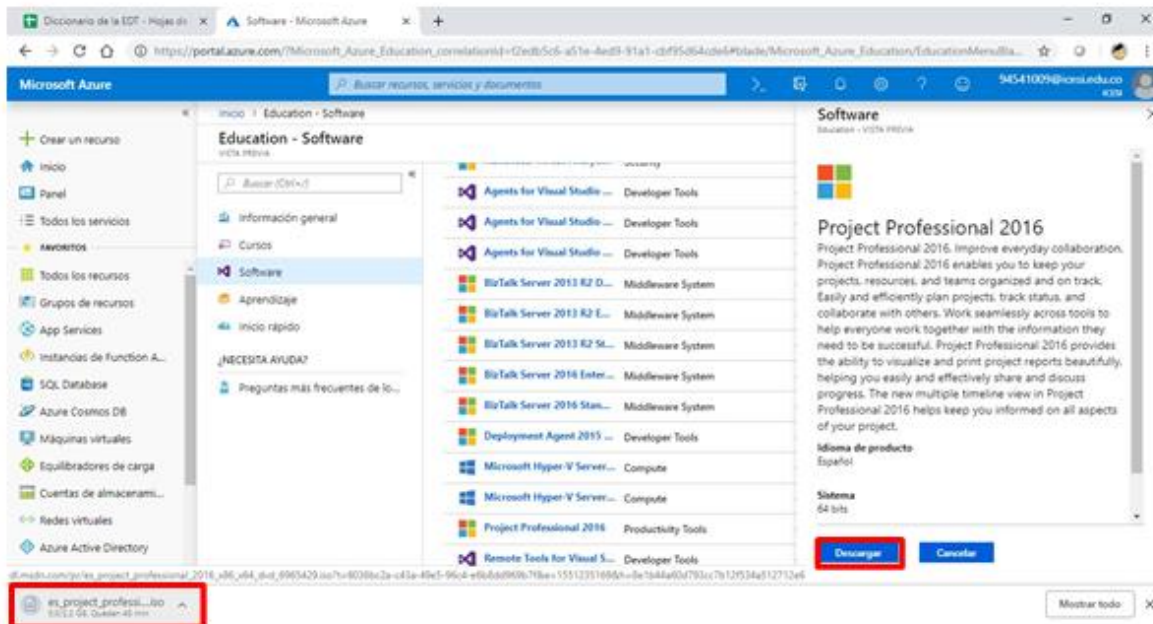 Diccionario de la EDT - Hojas de
Software - Microsoft Azure
Microsoft Azure
Buscar recursos, servicios y documentos
94541009@icesi.edu.co
ICESI
Crear un recurso
Inicio
Panel
Todos los servicios
FAVORITOS
Todos los recursos
Grupos de recursos
App Services
Instancias de Function A...
SQL Database
Azure Cosmos DB
Máquinas virtuales
Equilibradores de carga
Cuentas de almacenami...
Redes virtuales
Azure Active Directory
Inicio > Education - Software
Education - Software
VISTA PREVIA
Buscar (Ctrl+/)
Información general
Cursos
Software
Aprendizaje
Inicio rápido
¿NECESITA AYUDA?
Preguntas más frecuentes de lo...
Security
Agents for Visual Studio ... Developer Tools
Agents for Visual Studio ... Developer Tools
Agents for Visual Studio ... Developer Tools
BizTalk Server 2013 R2 D... Middleware System
BizTalk Server 2013 R2 E... Middleware System
BizTalk Server 2013 R2 St... Middleware System
BizTalk Server 2016 Enter... Middleware System
BizTalk Server 2016 Stan... Middleware System
Deployment Agent 2015 ... Developer Tools
Microsoft Hyper-V Server... Compute
Microsoft Hyper-V Server... Compute
Project Professional 2016 Productivity Tools
Remote Tools for Visual S... Developer Tools
Software
Education - VISTA PREVIA
Project Professional 2016
Project Professional 2016. Improve everyday collaboration.
Project Professional 2016 enables you to keep your
projects, resources, and teams organized and on track.
Easily and efficiently plan projects, track status, and
collaborate with others. Work seamlessly across tools to
help everyone work together with the information they
need to be successful. Project Professional 2016 provides
the ability to visualize and print project reports beautifully,
helping you easily and effectively share and discuss
progress. The new multiple timeline view in Project
Professional 2016 helps keep you informed on all aspects
of your project.
Idioma de producto
Español
Sistema
64 bits
Descargar Cancelar
es_project_professi....iso
Mostrar todo